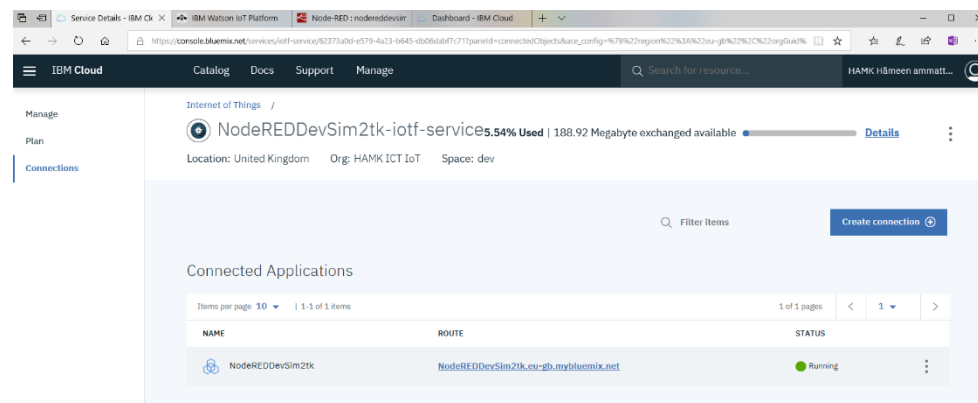 Service Details - IBM Clo
IBM Watson IoT Platform
Node-RED : nodereddevsim
Dashboard - IBM Cloud
IBM Cloud
Catalog Docs Support Manage
Search for resource...
HAMK Hämeen ammatt...
Manage
Plan
Connections
Internet of Things /
NodeREDDevSim2tk-iotf-service 5.54% Used | 188.92 Megabyte exchanged available Details
Location: United Kingdom Org: HAMK ICT IoT Space: dev
Filter items
Create connection
Connected Applications
Items per page 10 | 1-1 of 1 items
1 of 1 pages 1
NAME ROUTE STATUS
NodeREDDevSim2tk NodeREDDevSim2tk.eu-gb.mybluemix.net Running